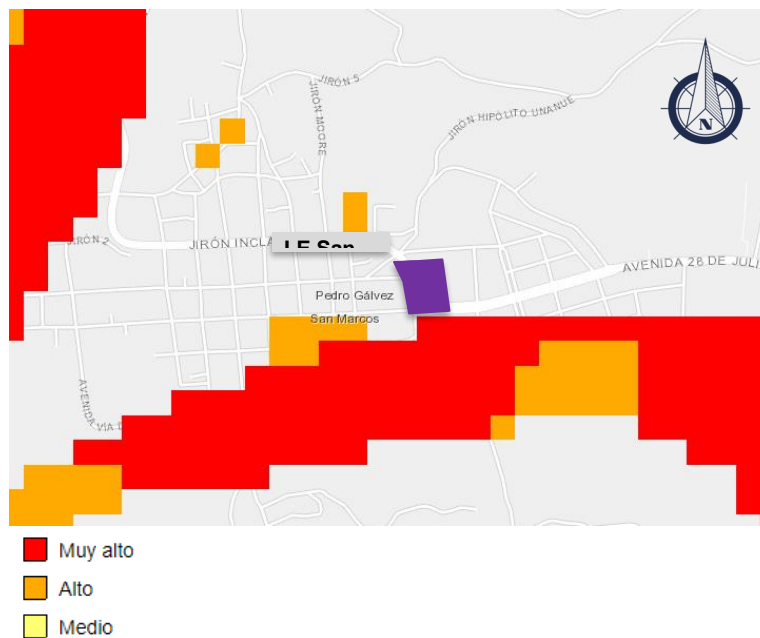 JIRÓN 5
JIRÓN MOORE
JIRÓN HIPÓLITO UNANUE
N
JIRÓN 2
JIRÓN INCLA
I.E San
AVENIDA 28 DE JULI
Pedro Gálvez
San Marcos
AVENIDA VÍA
Muy alto
Alto
Medio